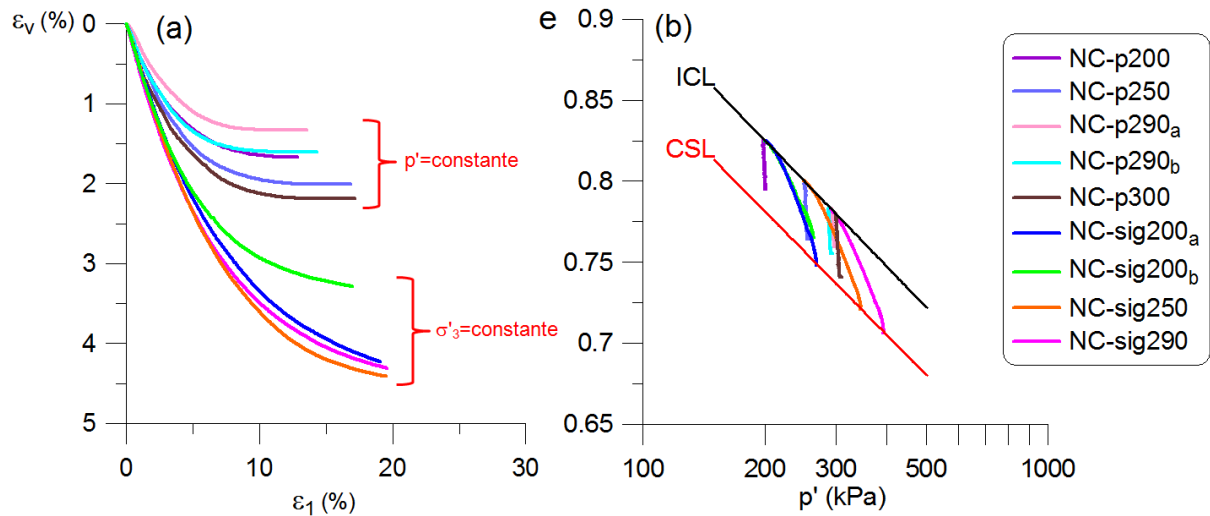 εv (%)
0
1
2
3
4
5
(a)
p'=constante
σ'3=constante
0
10
20
30
ε1 (%)
e
0.9
0.85
0.8
0.75
0.7
0.65
(b)
ICL
CSL
100
200
300
500
1000
p' (kPa)
NC-p200
NC-p250
NC-p290a
NC-p290b
NC-p300
NC-sig200a
NC-sig200b
NC-sig250
NC-sig290